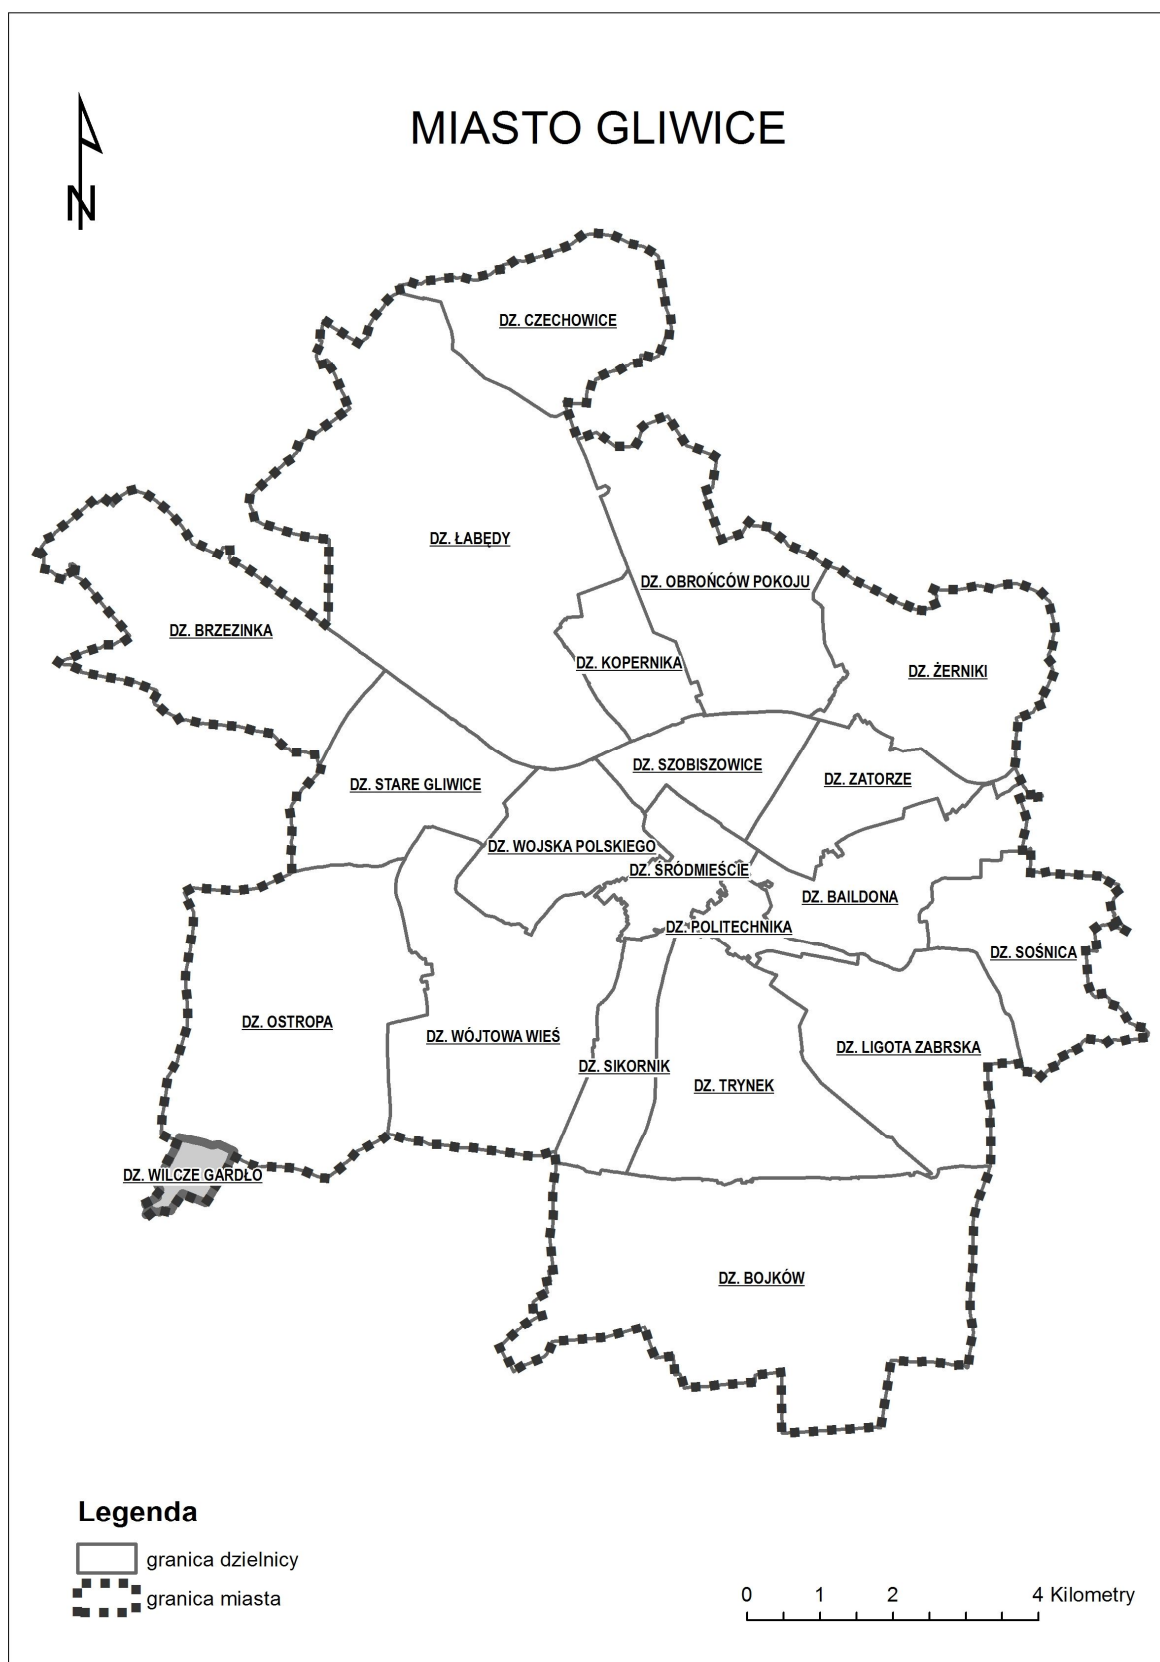 MIASTO GLIWICE
N
DZ. CZECHOWICE
DZ. ŁABĘDY
DZ. OBROŃCÓW POKOJU
DZ. BRZEZINKA
DZ. KOPERNIKA
DZ. ŻERNIKI
DZ. SZOBISZOWICE
DZ. ZATORZE
DZ. STARE GLIWICE
DZ. WOJSKA POLSKIEGO
DZ. ŚRÓDMIEŚCIE
DZ. BAILDONA
DZ. POLITECHNIKA
DZ. SOŚNICA
DZ. OSTROPA
DZ. WÓJTOWA WIEŚ
DZ. LIGOTA ZABRSKA
DZ. SIKORNIK
DZ. TRYNEK
DZ. WILCZE GARDŁO
DZ. BOJKÓW
Legenda
granica dzielnicy
granica miasta
0 1 2 4 Kilometry